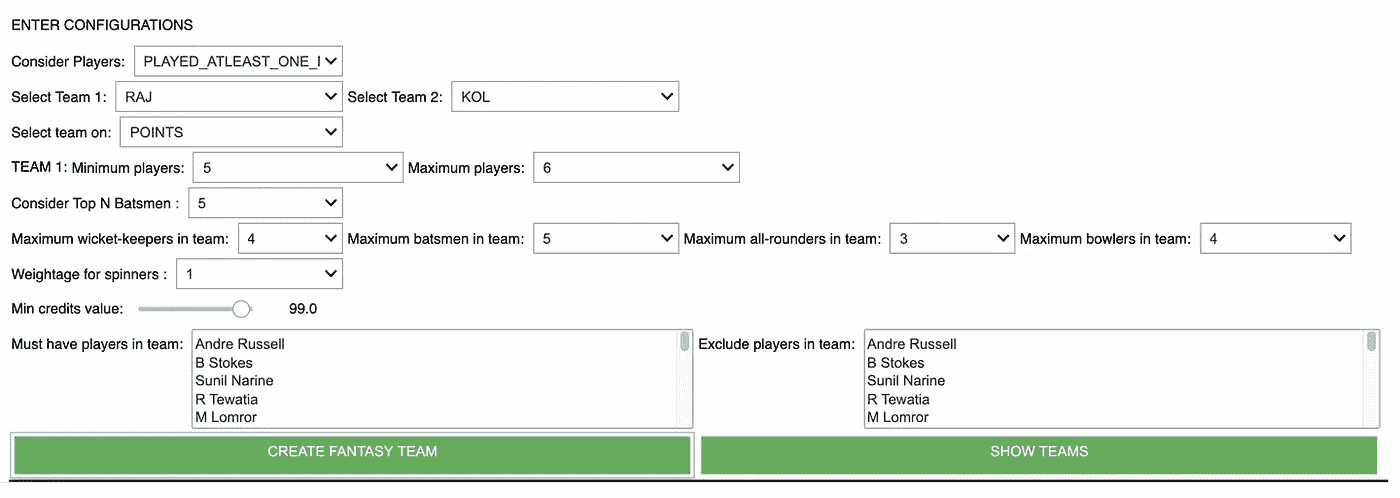 ENTER CONFIGURATIONS
Consider Players: PLAYED_ATLEAST_ONE_
Select Team 1: RAJ Select Team 2: KOL
Select team on: POINTS
TEAM 1: Minimum players: 5 Maximum players: 6
Consider Top N Batsmen : 5
Maximum wicket-keepers in team: 4 Maximum batsmen in team: 5 Maximum all-rounders in team: 3 Maximum bowlers in team: 4
Weightage for spinners : 1
Min credits value: 99.0
Must have players in team: Andre Russell Exclude players in team: Andre Russell
B Stokes B Stokes
Sunil Narine Sunil Narine
R Tewatia R Tewatia
M Lomror M Lomror
CREATE FANTASY TEAM SHOW TEAMS